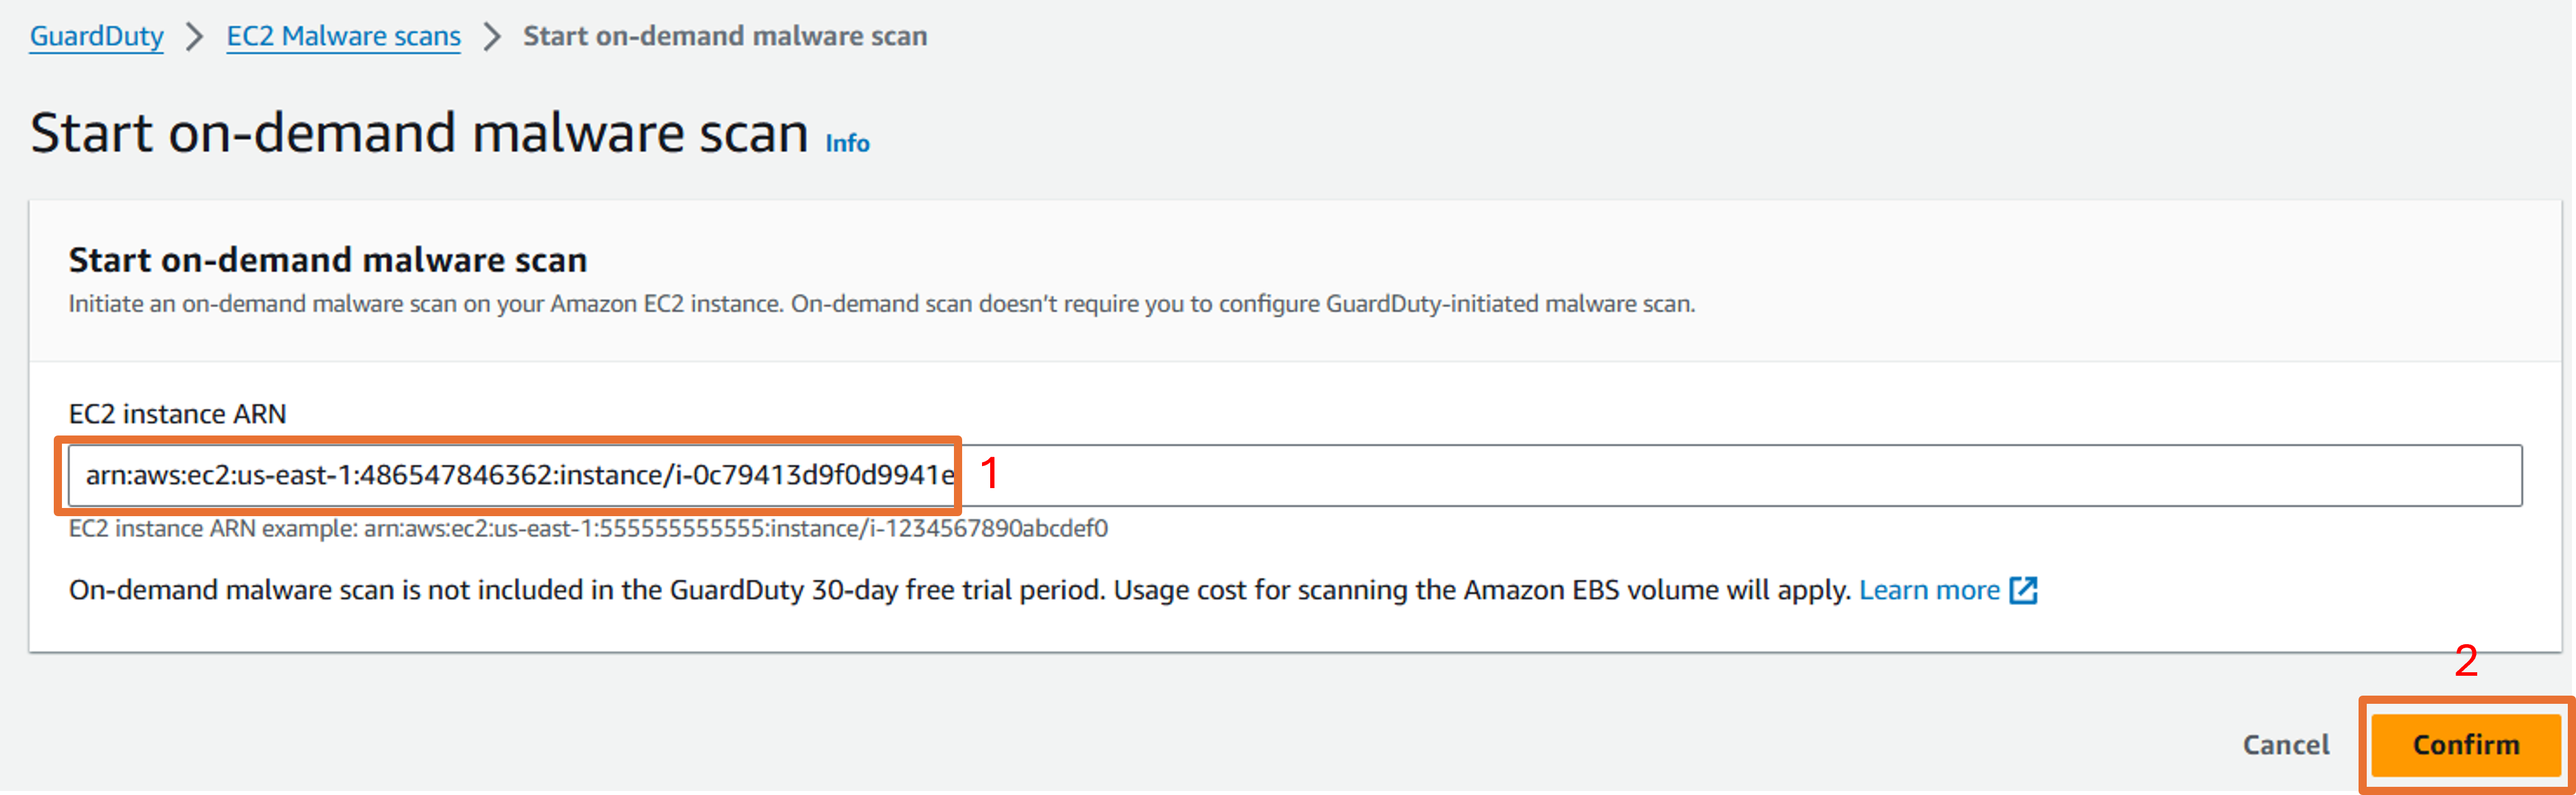 GuardDuty > EC2 Malware scans > Start on-demand malware scan
Start on-demand malware scan Info
Start on-demand malware scan
Initiate an on-demand malware scan on your Amazon EC2 instance. On-demand scan doesn't require you to configure GuardDuty-initiated malware scan.
EC2 instance ARN
arn:aws:ec2:us-east-1:486547846362:instance/i-0c79413d9f0d9941e 1
EC2 instance ARN example: arn:aws:ec2:us-east-1:555555555555:instance/i-1234567890abcdef0
On-demand malware scan is not included in the GuardDuty 30-day free trial period. Usage cost for scanning the Amazon EBS volume will apply. Learn more
2
Cancel Confirm